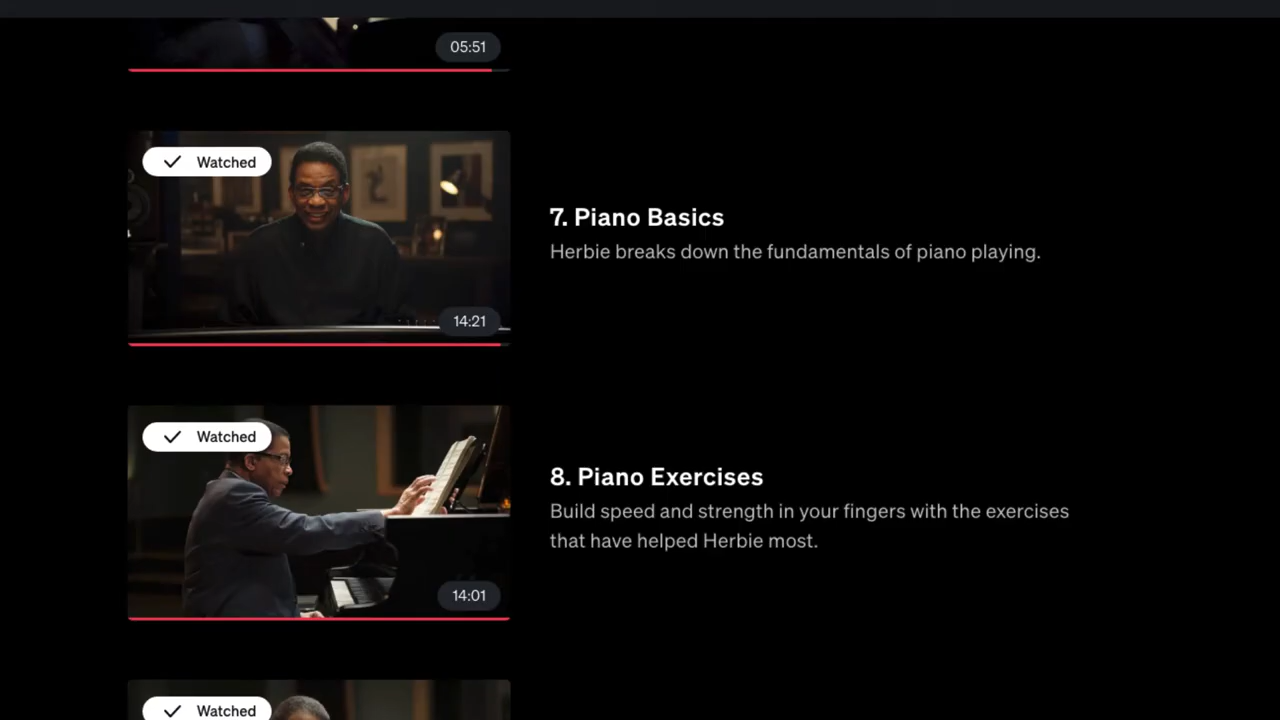 05:51
Watched
14:21
7. Piano Basics
Herbie breaks down the fundamentals of piano playing.
Watched
14:01
8. Piano Exercises
Build speed and strength in your fingers with the exercises
that have helped Herbie most.
Watched